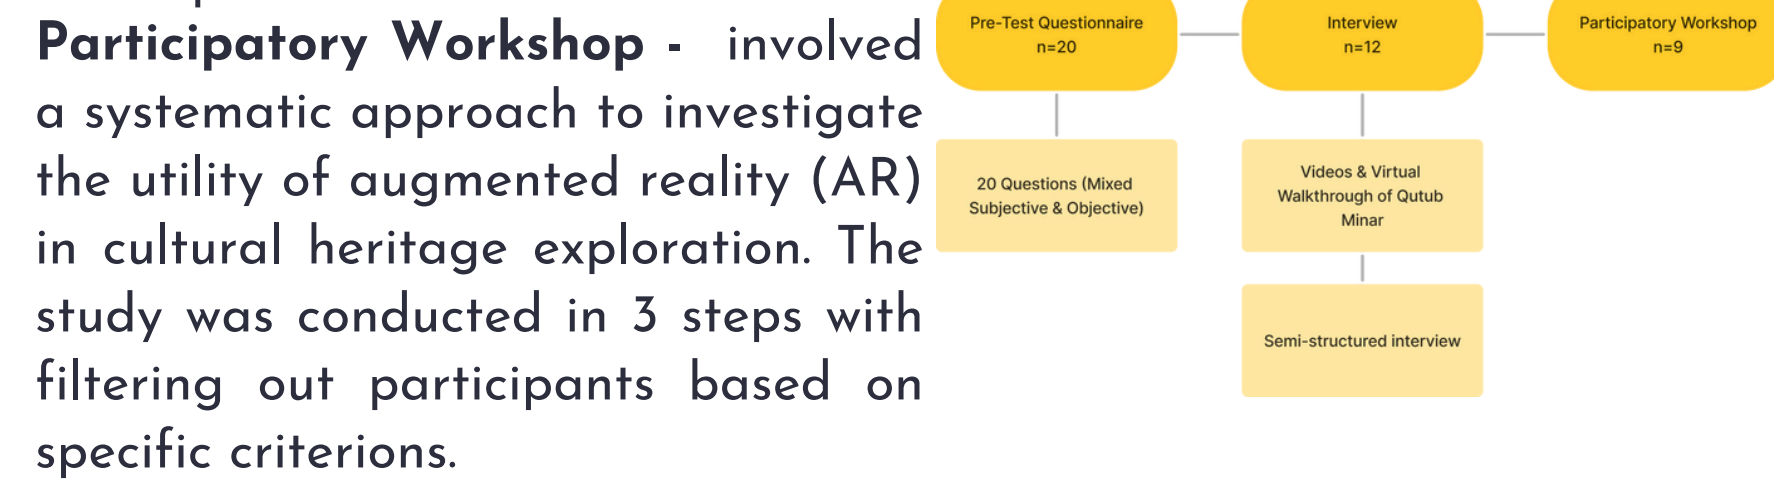 Participatory Workshop - involved
a systematic approach to investigate
the utility of augmented reality (AR)
in cultural heritage exploration. The
study was conducted in 3 steps with
filtering out participants based on
specific criterions.
Pre-Test Questionnaire
n=20
Interview
n=12
Participatory Workshop
n=9
20 Questions (Mixed
Subjective & Objective)
Videos & Virtual
Walkthrough of Qutub
Minar
Semi-structured interview